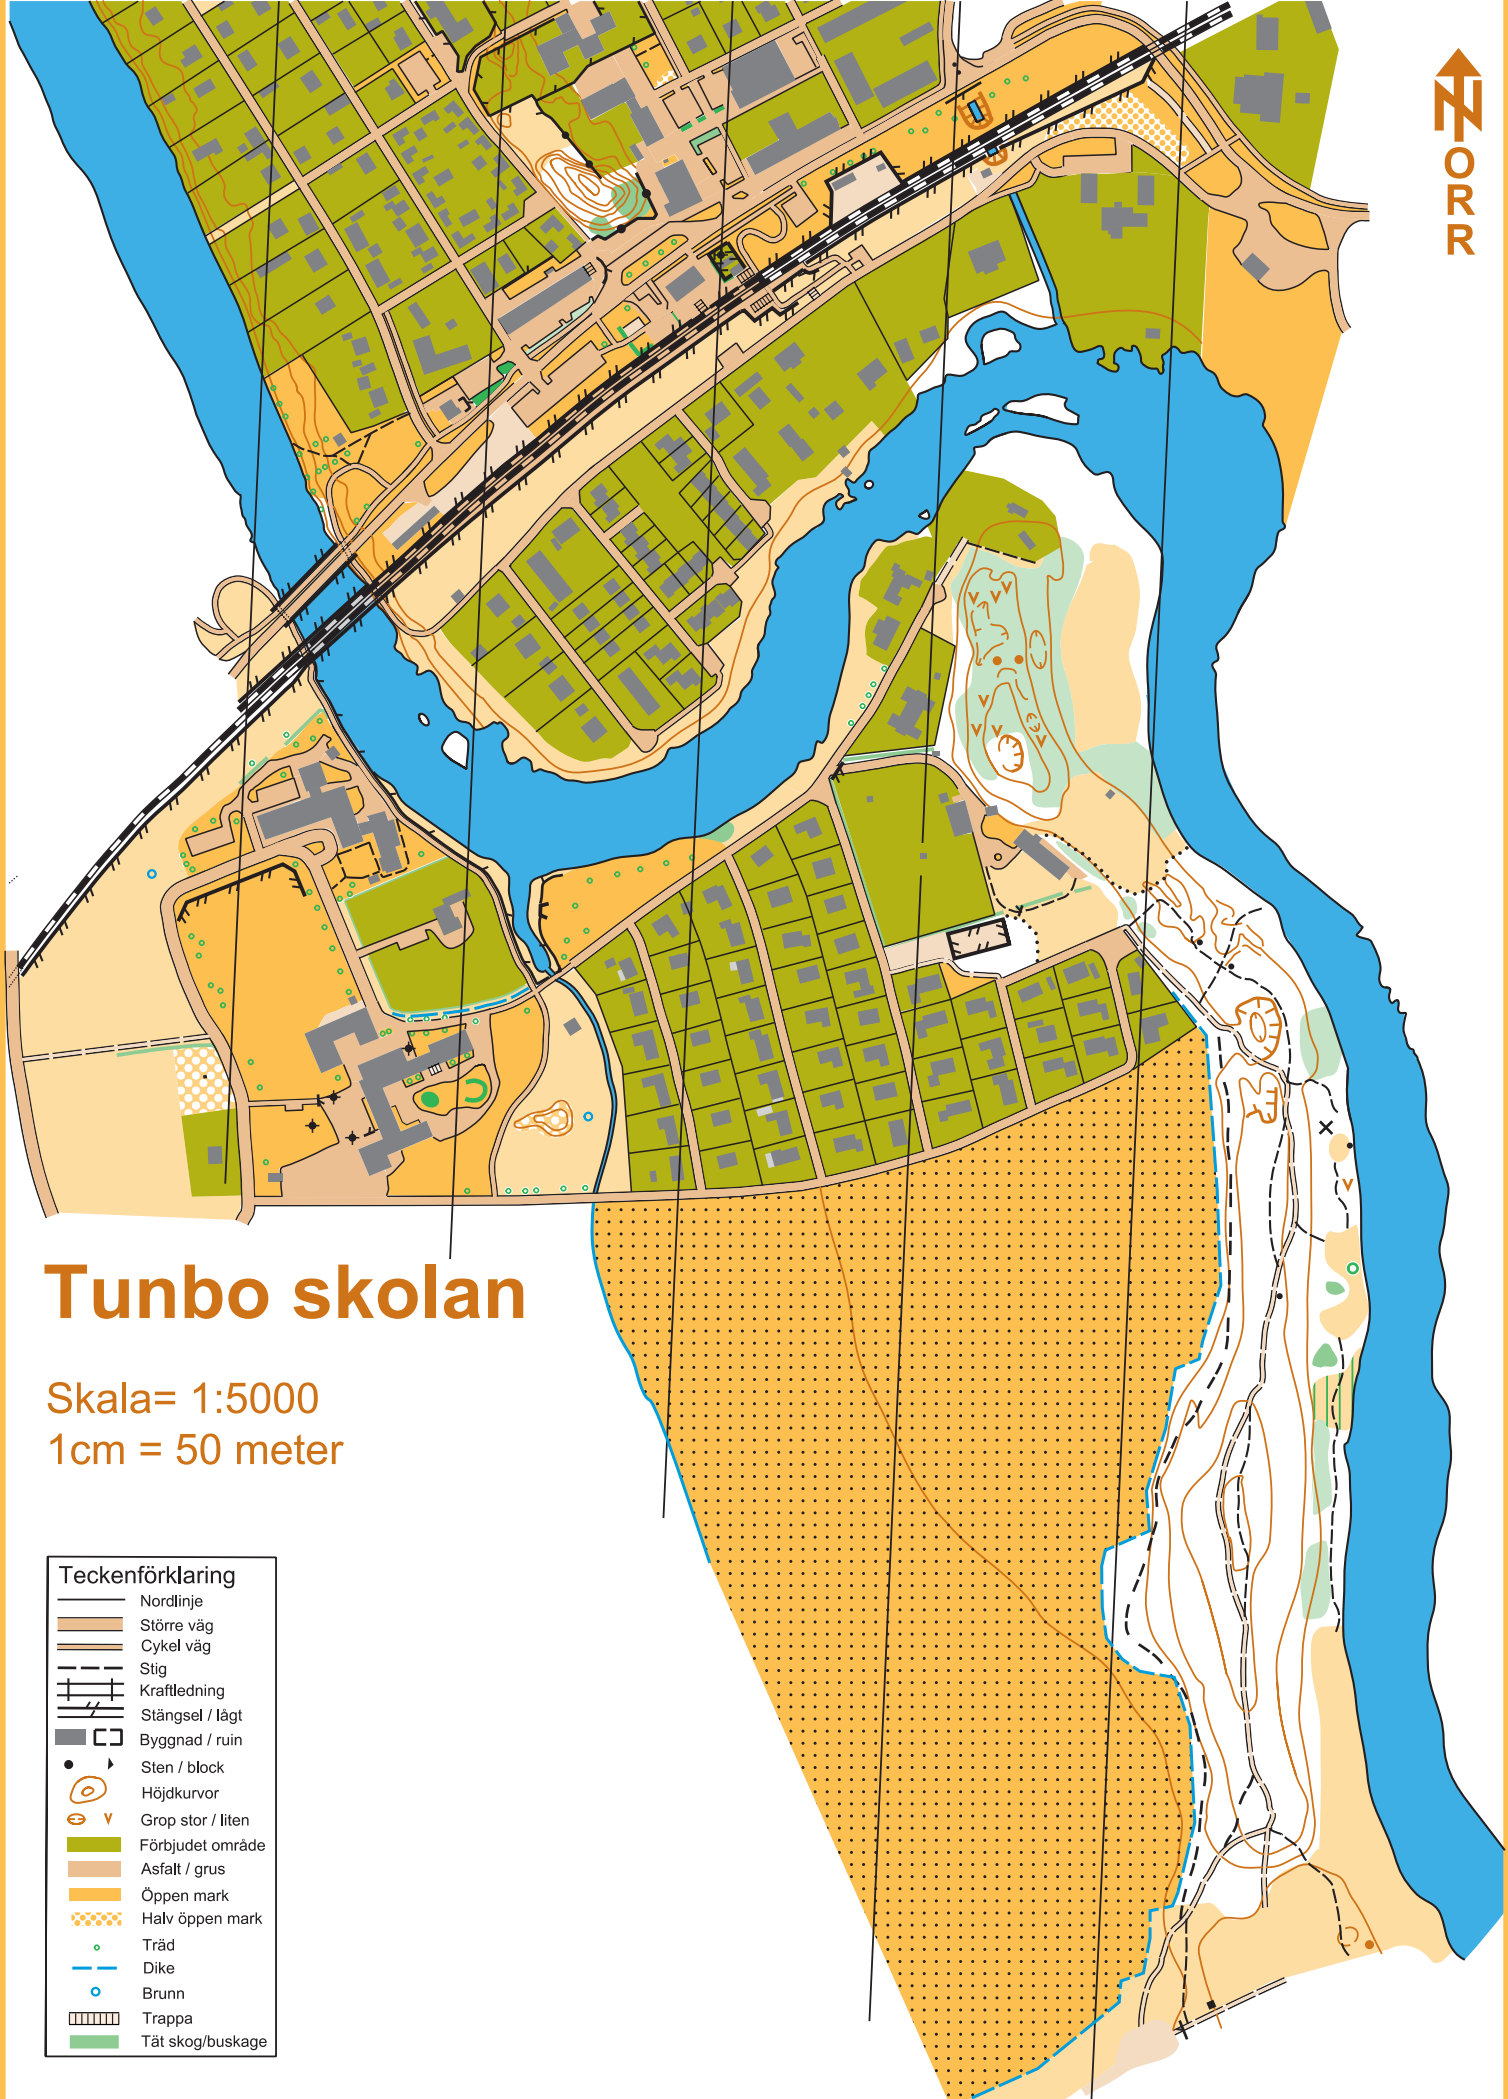 NORR
Tunbo skolan
Skala= 1:5000
1cm = 50 meter
Teckenförklaring
Nordlinje
Större väg
Cykel väg
Stig
Kraftledning
Stängsel / lågt
Byggnad / ruin
Sten / block
Höjdkurvor
Grop stor / liten
Förbjudet område
Asfalt / grus
Öppen mark
Halv öppen mark
Träd
Dike
Brunn
Trappa
Tät skog/buskage